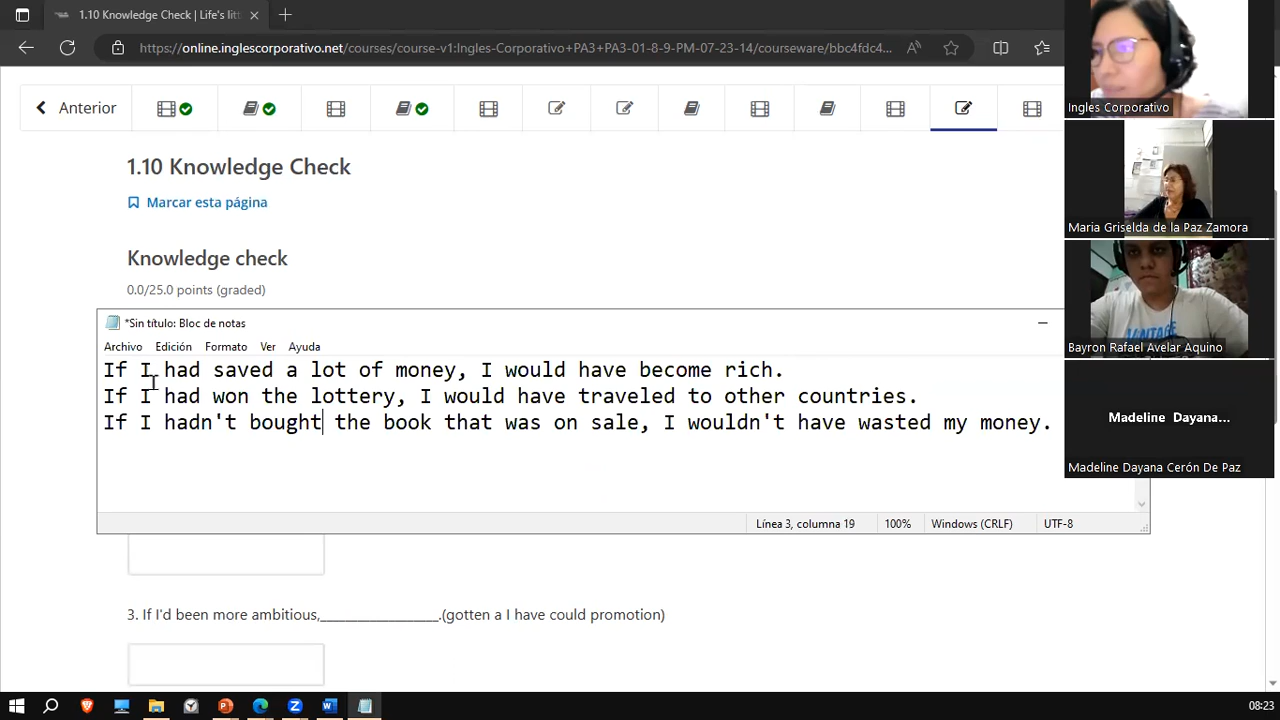 1.10 Knowledge Check | Life's litt
https://online.inglescorporativo.net/courses/course-v1:Ingles-Corporativo+PA3+PA3-01-8-9-PM-07-23-14/courseware/bbc4fdc4...
Anterior
1.10 Knowledge Check
Marcar esta página
Knowledge check
0.0/25.0 points (graded)
*Sin título: Bloc de notas
Archivo Edición Formato Ver Ayuda
If I had saved a lot of money, I would have become rich.
If I had won the lottery, I would have traveled to other countries.
If I hadn't bought the book that was on sale, I wouldn't have wasted my money.
Línea 3, columna 19 100% Windows (CRLF) UTF-8
3. If I'd been more ambitious,__________________.(gotten a I have could promotion)
Ingles Corporativo
Maria Griselda de la Paz Zamora
Bayron Rafael Avelar Aquino
Madeline Dayana...
Madeline Dayana Cerón De Paz
08:23